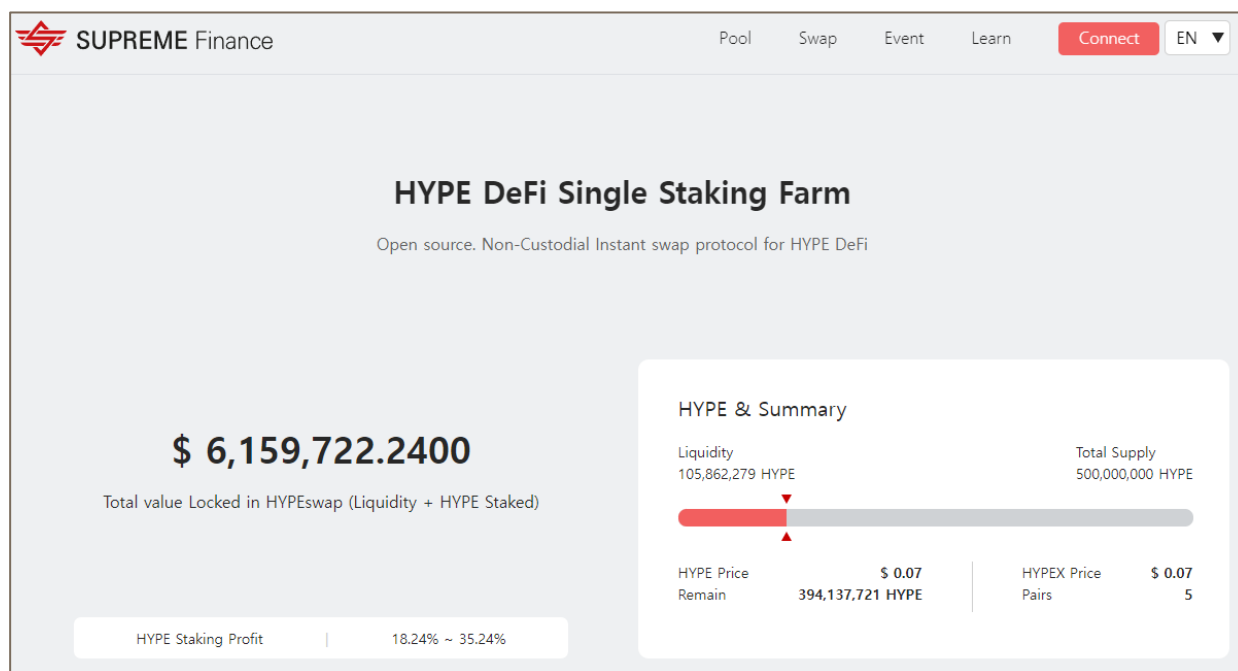 SUPREME Finance
Pool Swap Event Learn Connect EN ▼
HYPE DeFi Single Staking Farm
Open source. Non-Custodial Instant swap protocol for HYPE DeFi
$ 6,159,722.2400
Total value Locked in HYPEswap (Liquidity + HYPE Staked)
HYPE Staking Profit | 18.24% ~ 35.24%
HYPE & Summary
Liquidity Total Supply
105,862,279 HYPE 500,000,000 HYPE
HYPE Price $ 0.07 HYPEX Price $ 0.07
Remain 394,137,721 HYPE Pairs 5